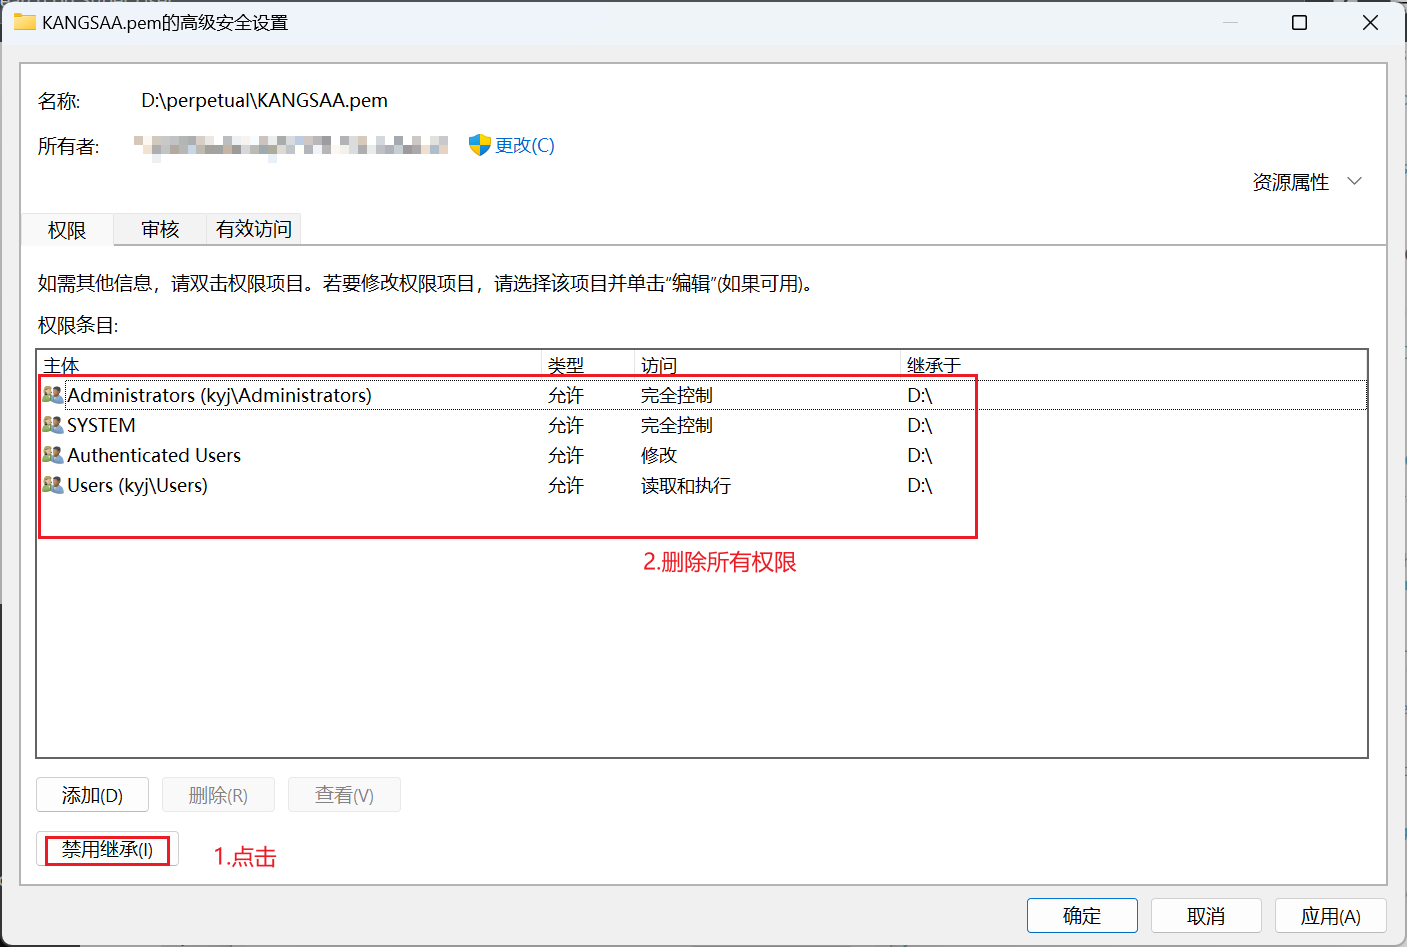 KANGSAA.pem的高级安全设置
名称: D:\perpetual\KANGSAA.pem
所有者: 更改(C)
资源属性
权限 审核 有效访问
如需其他信息，请双击权限项目。若要修改权限项目，请选择该项目并单击“编辑”(如果可用)。
权限条目:
主体 类型 访问 继承于
Administrators (kyj\Administrators) 允许 完全控制 D:\
SYSTEM 允许 完全控制 D:\
Authenticated Users 允许 修改 D:\
Users (kyj\Users) 允许 读取和执行 D:\
2.删除所有权限
添加(D) 删除(R) 查看(V)
禁用继承(I) 1.点击
确定 取消 应用(A)